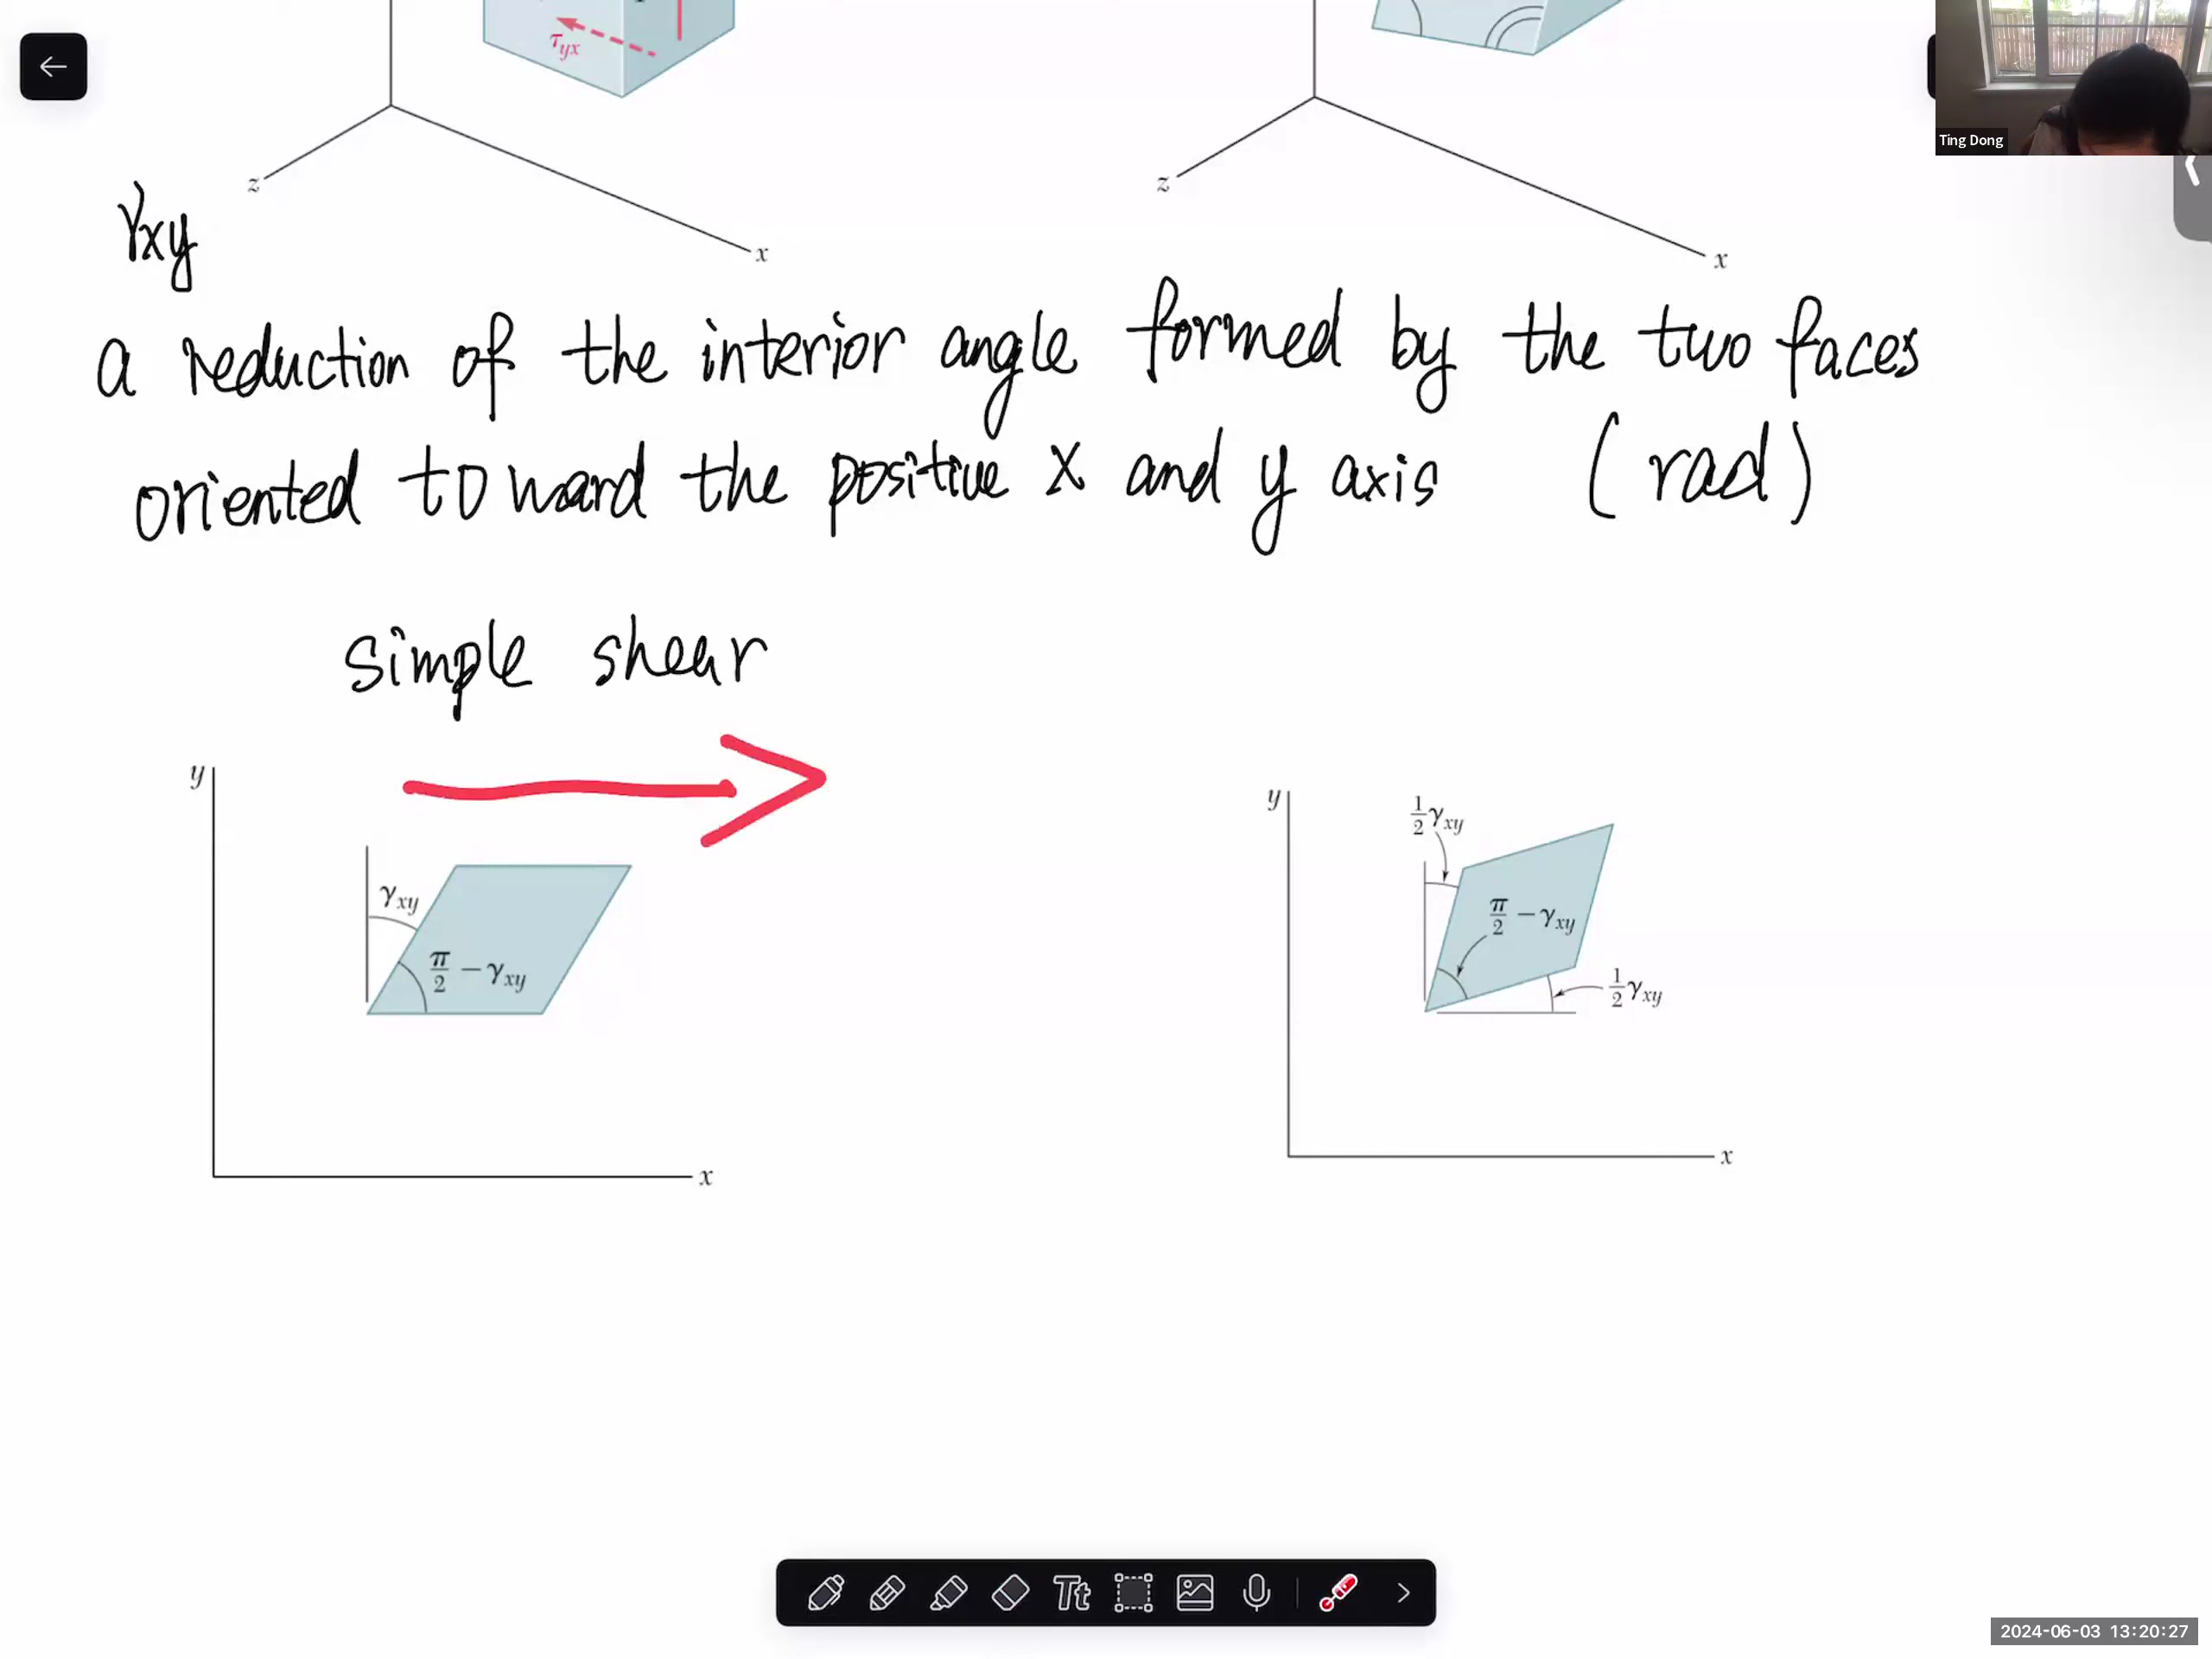 τyx
Ting Dong
z
x
z
x
γxy
a reduction of the interior angle formed by the two faces
oriented toward the positive x and y axis (rad)
simple shear
y
γxy
π/2 − γxy
x
y
1/2 γxy
π/2 − γxy
1/2 γxy
x
Tt
2024-06-03 13:20:27